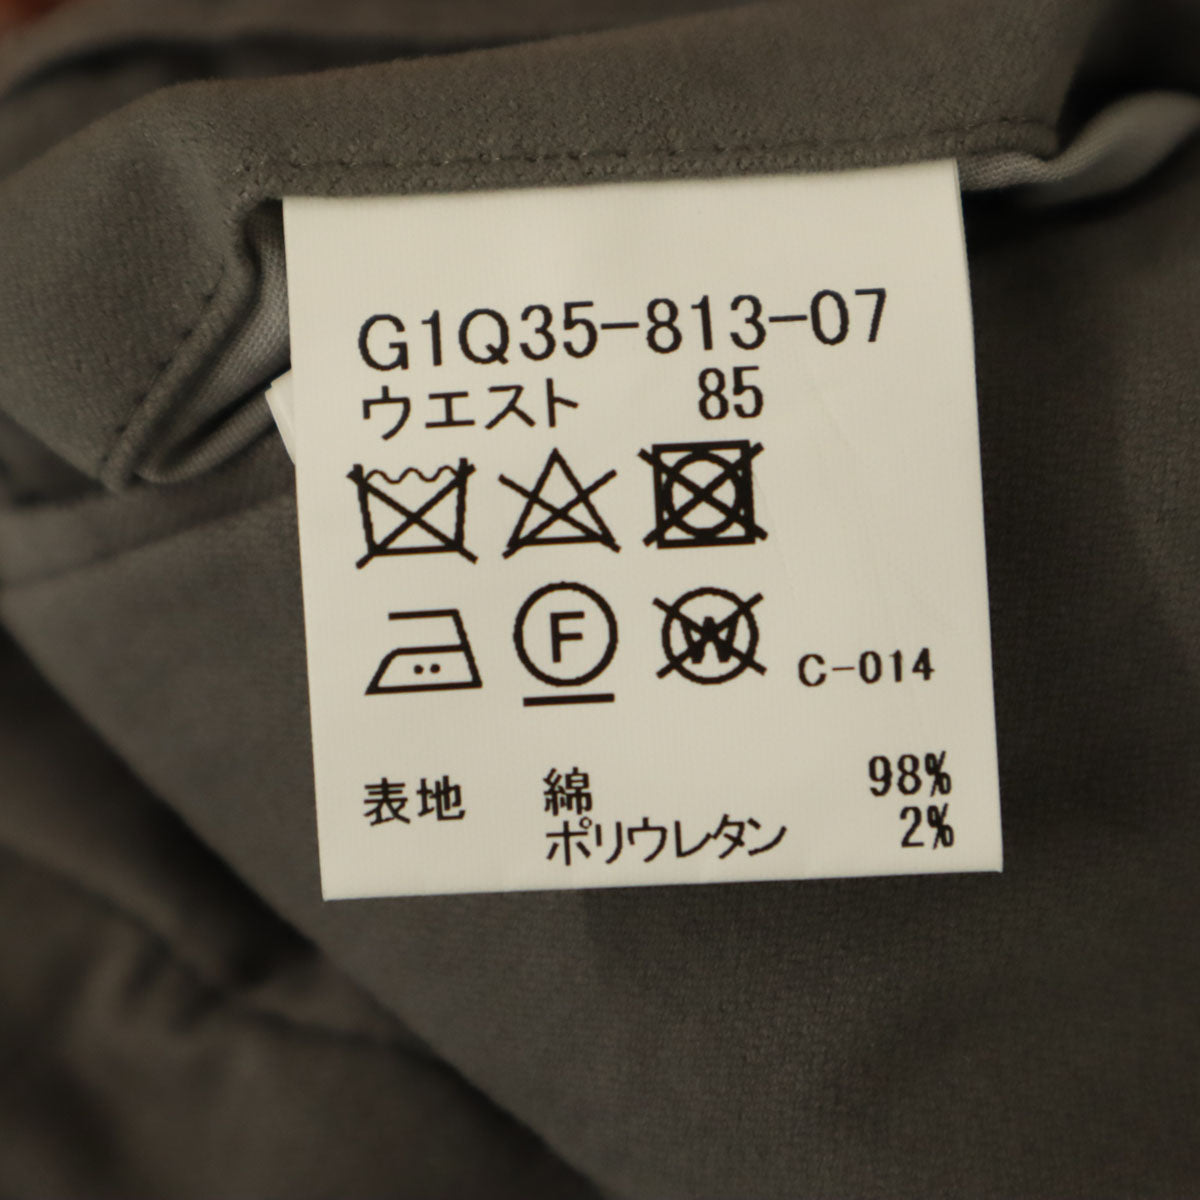 G1Q35-813-07
ウエスト 85
F W C-014
表地 綿 98%
ポリウレタン 2%